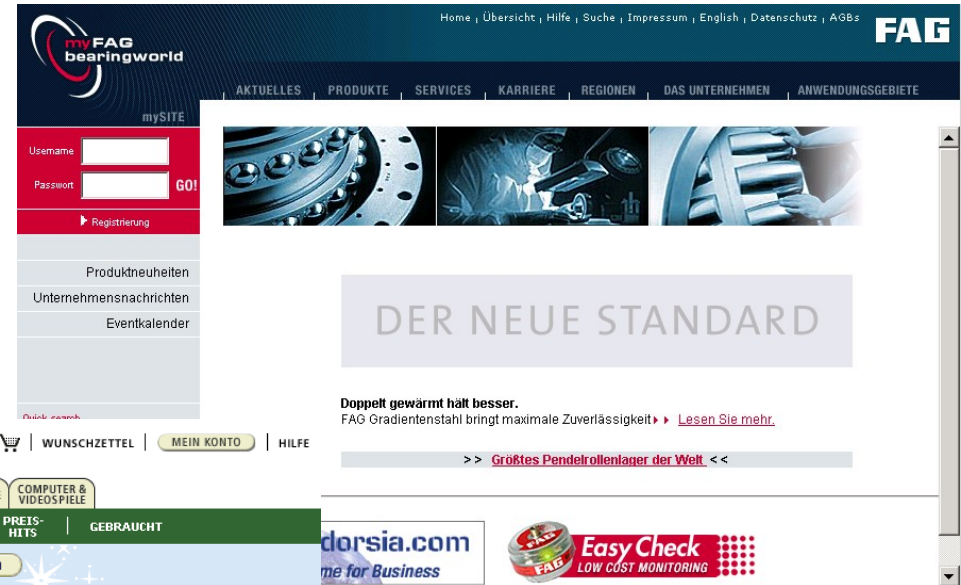 Home | Übersicht | Hilfe | Suche | Impressum | English | Datenschutz | AGBs
FAG
myFAG
bearingworld
AKTUELLES | PRODUKTE | SERVICES | KARRIERE | REGIONEN | DAS UNTERNEHMEN | ANWENDUNGSGEBIETE
mySITE
Username
Passwort GO!
Registrierung
Produktneuheiten
Unternehmensnachrichten
Eventkalender
Quick search
DER NEUE STANDARD
Doppelt gewärmt hält besser.
FAG Gradientenstahl bringt maximale Zuverlässigkeit Lesen Sie mehr.
>> Größtes Pendelrollenlager der Welt <<
WUNSCHZETTEL | MEIN KONTO | HILFE
COMPUTER &
VIDEOSPIELE
PREIS-
HITS | GEBRAUCHT
dorsia.com
me for Business
FAG
FAG
Easy Check
LOW COST MONITORING